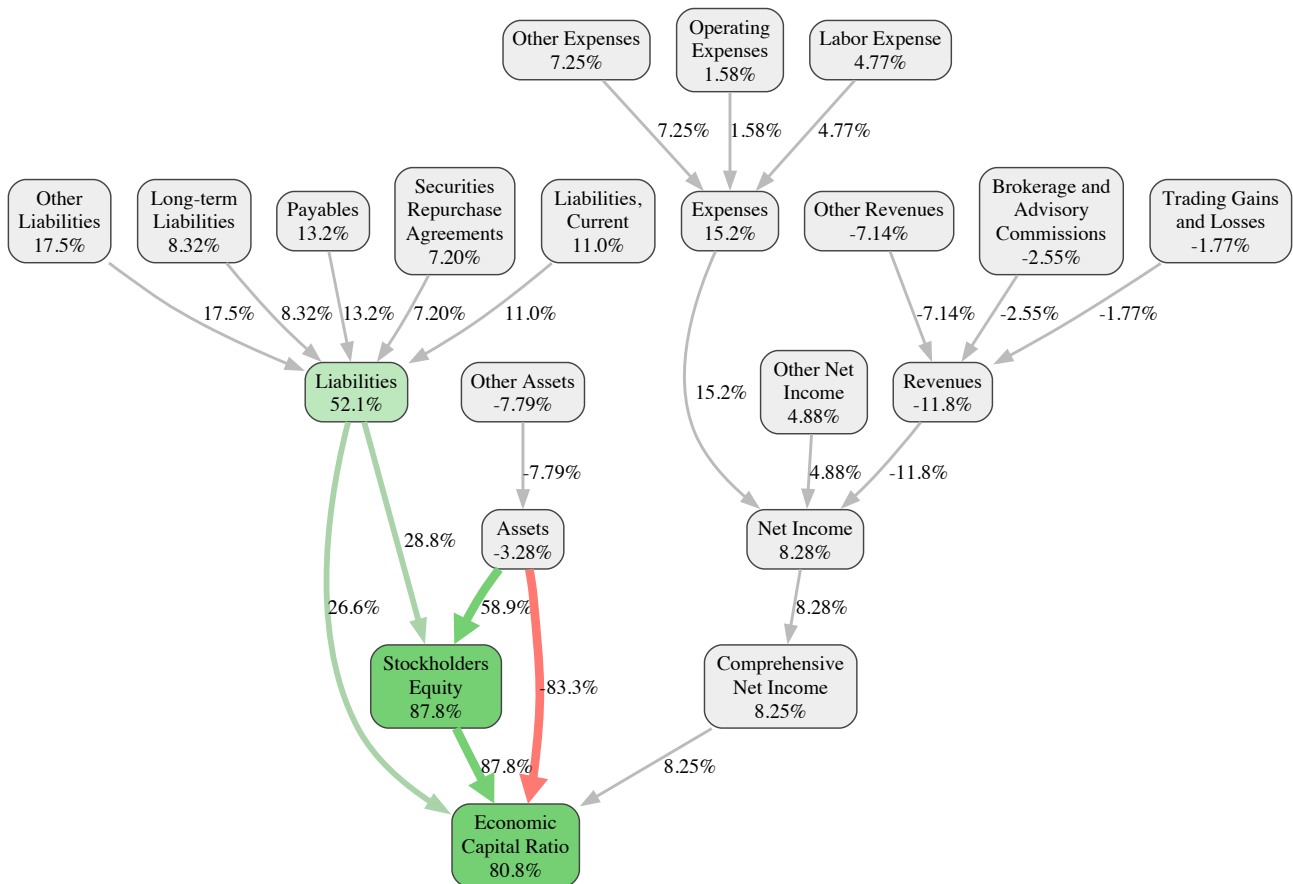 Other Expenses
7.25%
Operating
Expenses
1.58%
Labor Expense
4.77%
7.25%
1.58%
4.77%
Other
Liabilities
17.5%
Long-term
Liabilities
8.32%
Payables
13.2%
Securities
Repurchase
Agreements
7.20%
Liabilities,
Current
11.0%
Expenses
15.2%
Other Revenues
-7.14%
Brokerage and
Advisory
Commissions
-2.55%
Trading Gains
and Losses
-1.77%
17.5%
8.32%
13.2%
7.20%
11.0%
-7.14%
-2.55%
-1.77%
Liabilities
52.1%
Other Assets
-7.79%
15.2%
Other Net
Income
4.88%
Revenues
-11.8%
-7.79%
4.88%
-11.8%
28.8%
Assets
-3.28%
Net Income
8.28%
26.6%
58.9%
8.28%
Stockholders
Equity
87.8%
-83.3%
Comprehensive
Net Income
8.25%
87.8%
8.25%
Economic
Capital Ratio
80.8%